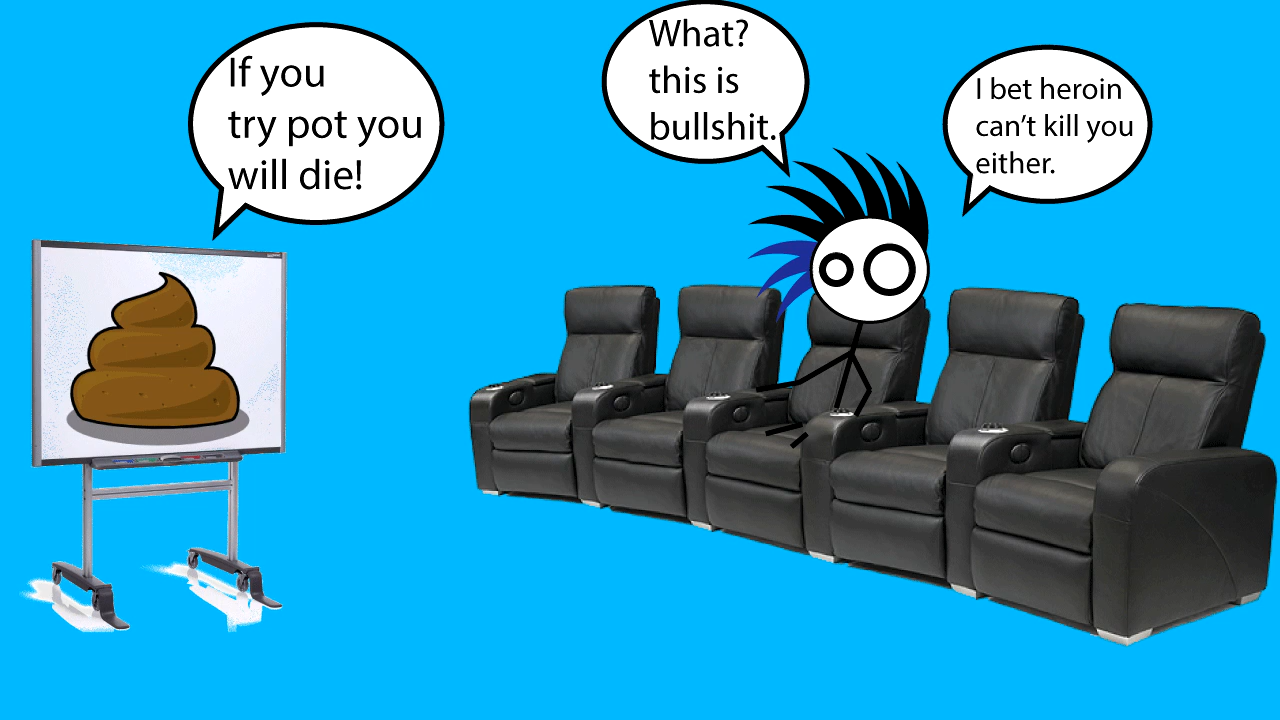 If you
try pot you
will die!
What?
this is
bullshit.
I bet heroin
can't kill you
either.